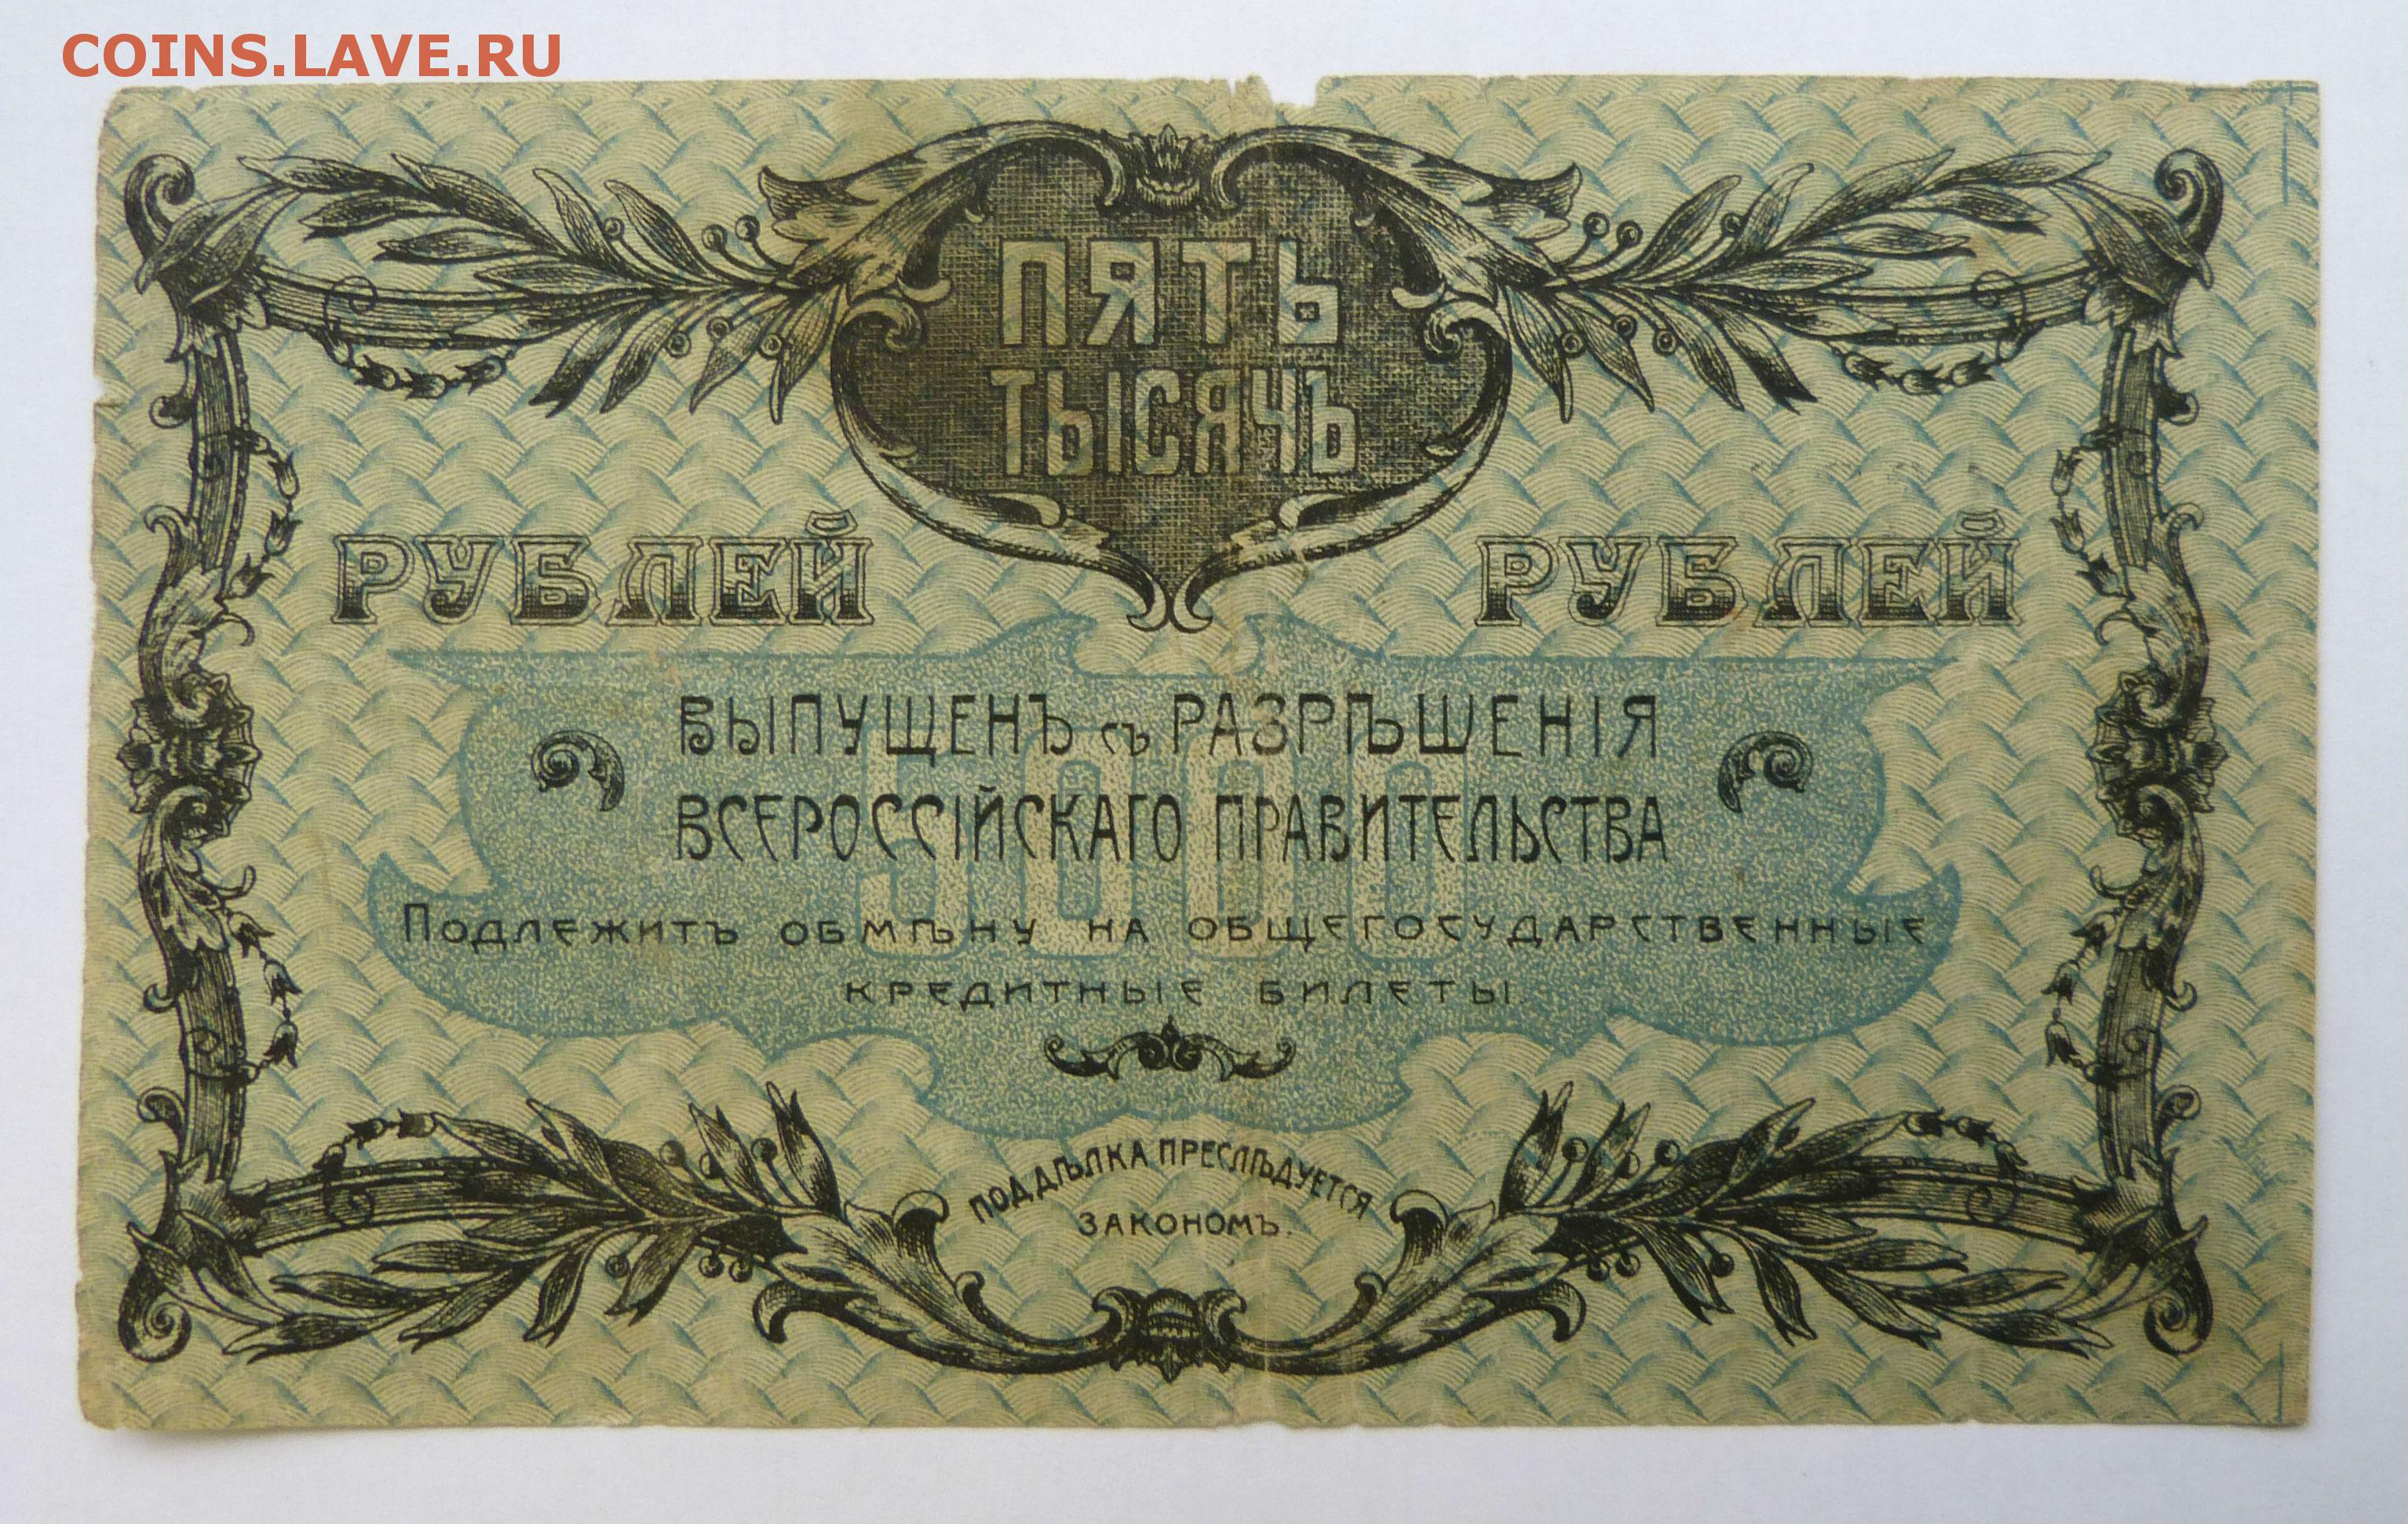 COINS.LAVE.RU
ПЯТЬ
ТЫСЯЧЪ
РУБЛЕЙ РУБЛЕЙ
ВЫПУЩЕНЪ съ РАЗРѢШЕНІЯ
5000
ВСЕРОССІЙСКАГО ПРАВИТЕЛЬСТВА
ПОДЛЕЖИТЪ ОБМѢНУ НА ОБЩЕГОСУДАРСТВЕННЫЕ
КРЕДИТНЫЕ БИЛЕТЫ.
ПОДДѢЛКА ПРЕСЛѢДУЕТСЯ
ЗАКОНОМЪ.